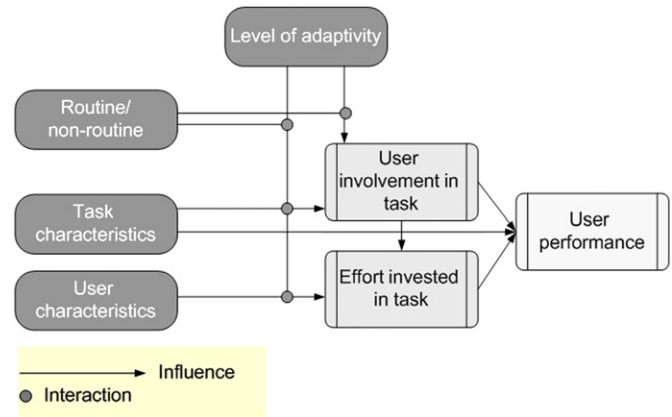 Level of adaptivity
Routine/
non-routine
User
involvement in
task
Task
characteristics
User
performance
User
characteristics
Effort invested
in task
Influence
Interaction